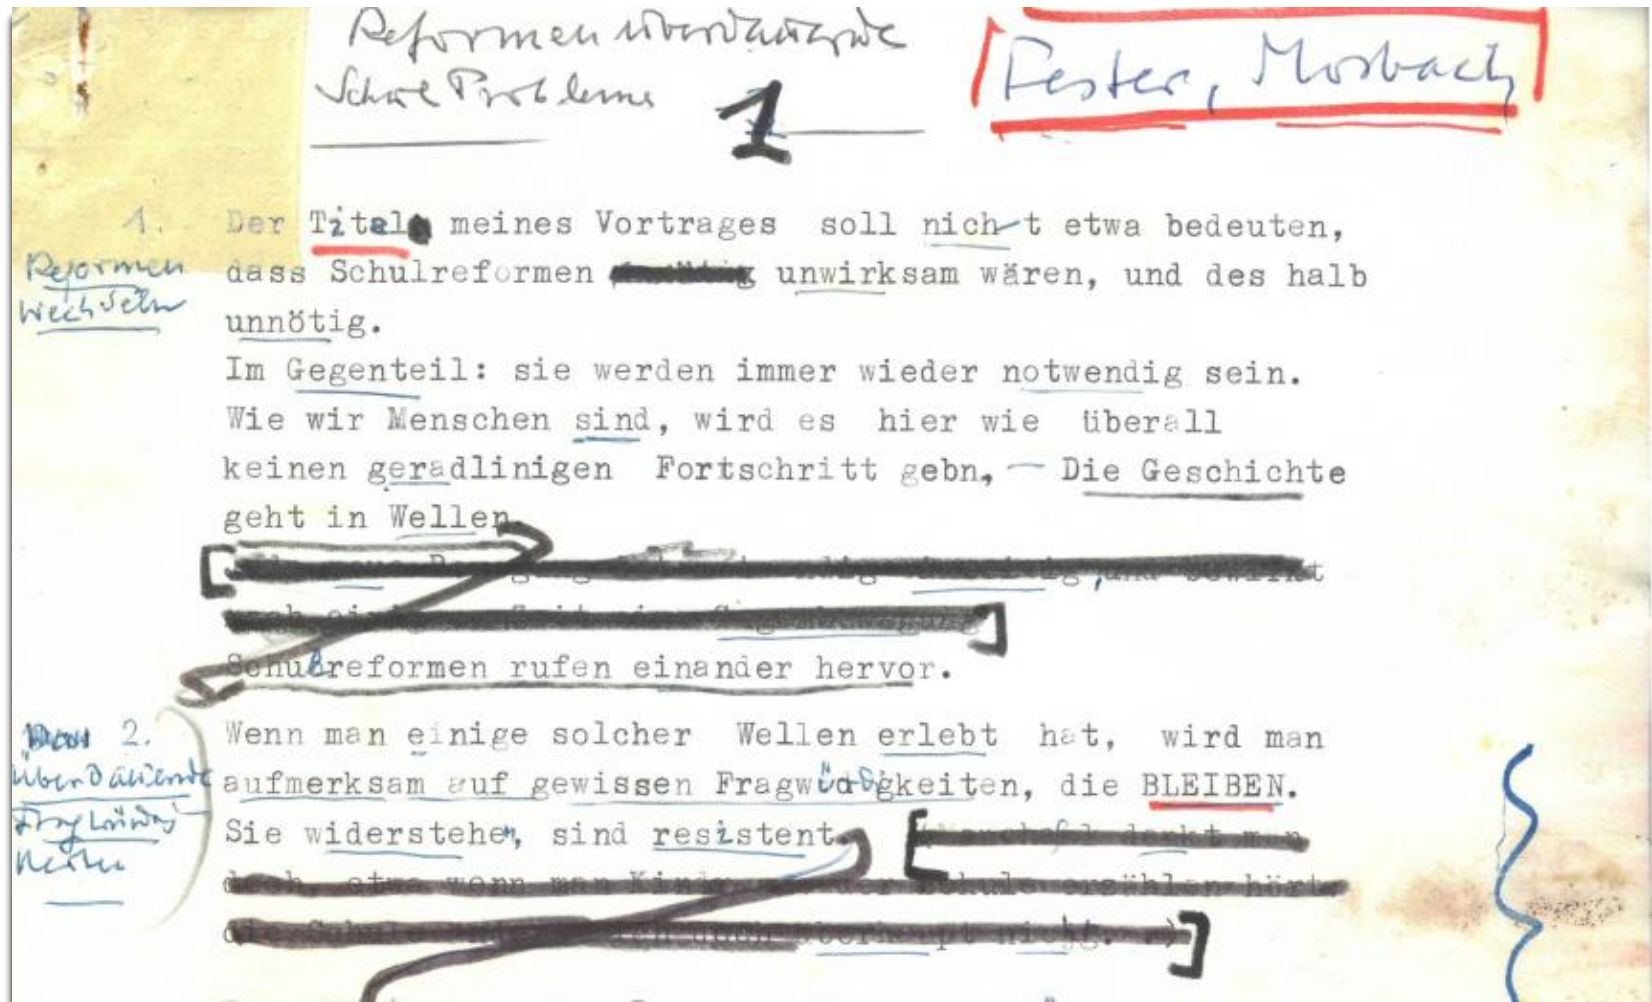 Reformen überdauernde
Schulprobleme
1
Fester, Mosbach
1. Der Titel meines Vortrages soll nicht etwa bedeuten,
Reformen
wechseln
dass Schulreformen unwirksam wären, und des halb
unnötig.
Im Gegenteil: sie werden immer wieder notwendig sein.
Wie wir Menschen sind, wird es hier wie überall
keinen geradlinigen Fortschritt gebn, - Die Geschichte
geht in Wellen
Schulreformen rufen einander hervor.
2.
Überdauernde
Wenn man einige solcher Wellen erlebt hat, wird man
aufmerksam auf gewissen Fragwürdigkeiten, die BLEIBEN.
Sie widerstehen, sind resistent.